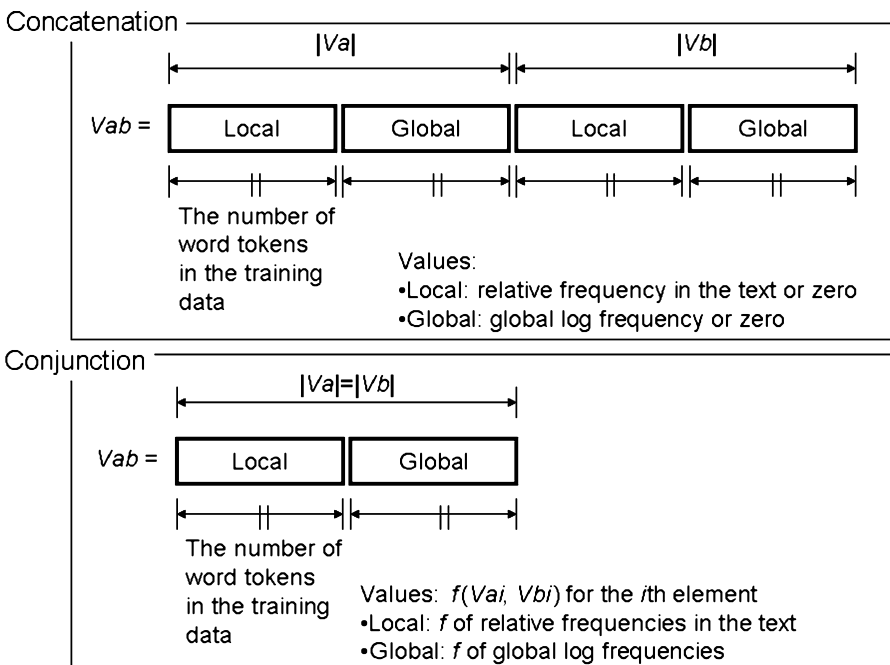 Concatenation
|Va| |Vb|
Vab = Local Global Local Global
The number of
word tokens
in the training
data
Values:
•Local: relative frequency in the text or zero
•Global: global log frequency or zero
Conjunction
|Va|=|Vb|
Vab = Local Global
The number of
word tokens
in the training
data
Values: f(Vai, Vbi) for the ith element
•Local: f of relative frequencies in the text
•Global: f of global log frequencies